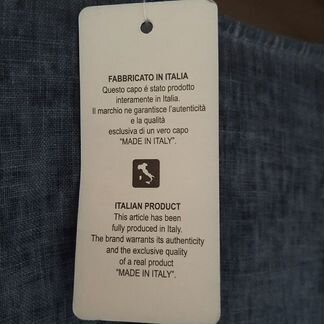 FABBRICATO IN ITALIA
Questo capo é stato prodotto
interamente in Italia.
Il marchio ne garantisce l'autenticità
e la qualità
esclusiva di un vero capo
"MADE IN ITALY".
ITALIAN PRODUCT
This article has been
fully produced in Italy.
The brand warrants its authenticity
and the exclusive quality
of a real product
"MADE IN ITALY".